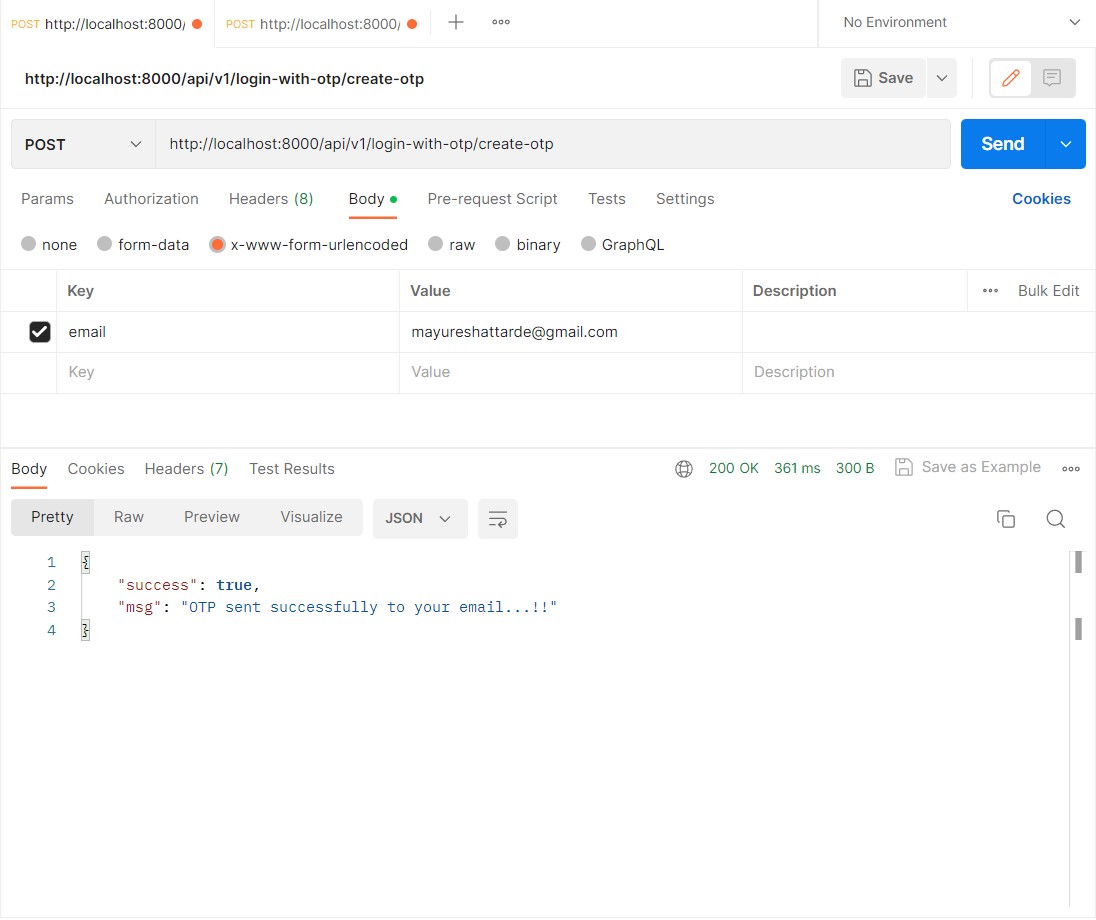 POST http://localhost:8000/ POST http://localhost:8000/ No Environment
http://localhost:8000/api/v1/login-with-otp/create-otp Save
POST http://localhost:8000/api/v1/login-with-otp/create-otp Send
Params Authorization Headers (8) Body Pre-request Script Tests Settings Cookies
none form-data x-www-form-urlencoded raw binary GraphQL
Key Value Description Bulk Edit
email mayureshattarde@gmail.com
Key Value Description
Body Cookies Headers (7) Test Results 200 OK 361 ms 300 B Save as Example
Pretty Raw Preview Visualize JSON
1 {
2 "success": true,
3 "msg": "OTP sent successfully to your email...!!"
4 }